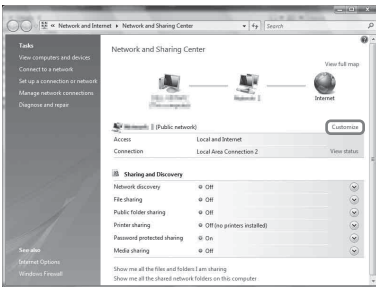 « Network and Internet ▸ Network and Sharing Center
Search
Tasks
View computers and devices
Connect to a network
Set up a connection or network
Manage network connections
Diagnose and repair
See also
Internet Options
Windows Firewall
Network and Sharing Center
View full map
Internet
(Public network)
Customize
Access
Local and Internet
Connection
Local Area Connection 2
View status
Sharing and Discovery
Network discovery
Off
File sharing
Off
Public folder sharing
Off
Printer sharing
Off (no printers installed)
Password protected sharing
On
Media sharing
Off
Show me all the files and folders I am sharing
Show me all the shared network folders on this computer